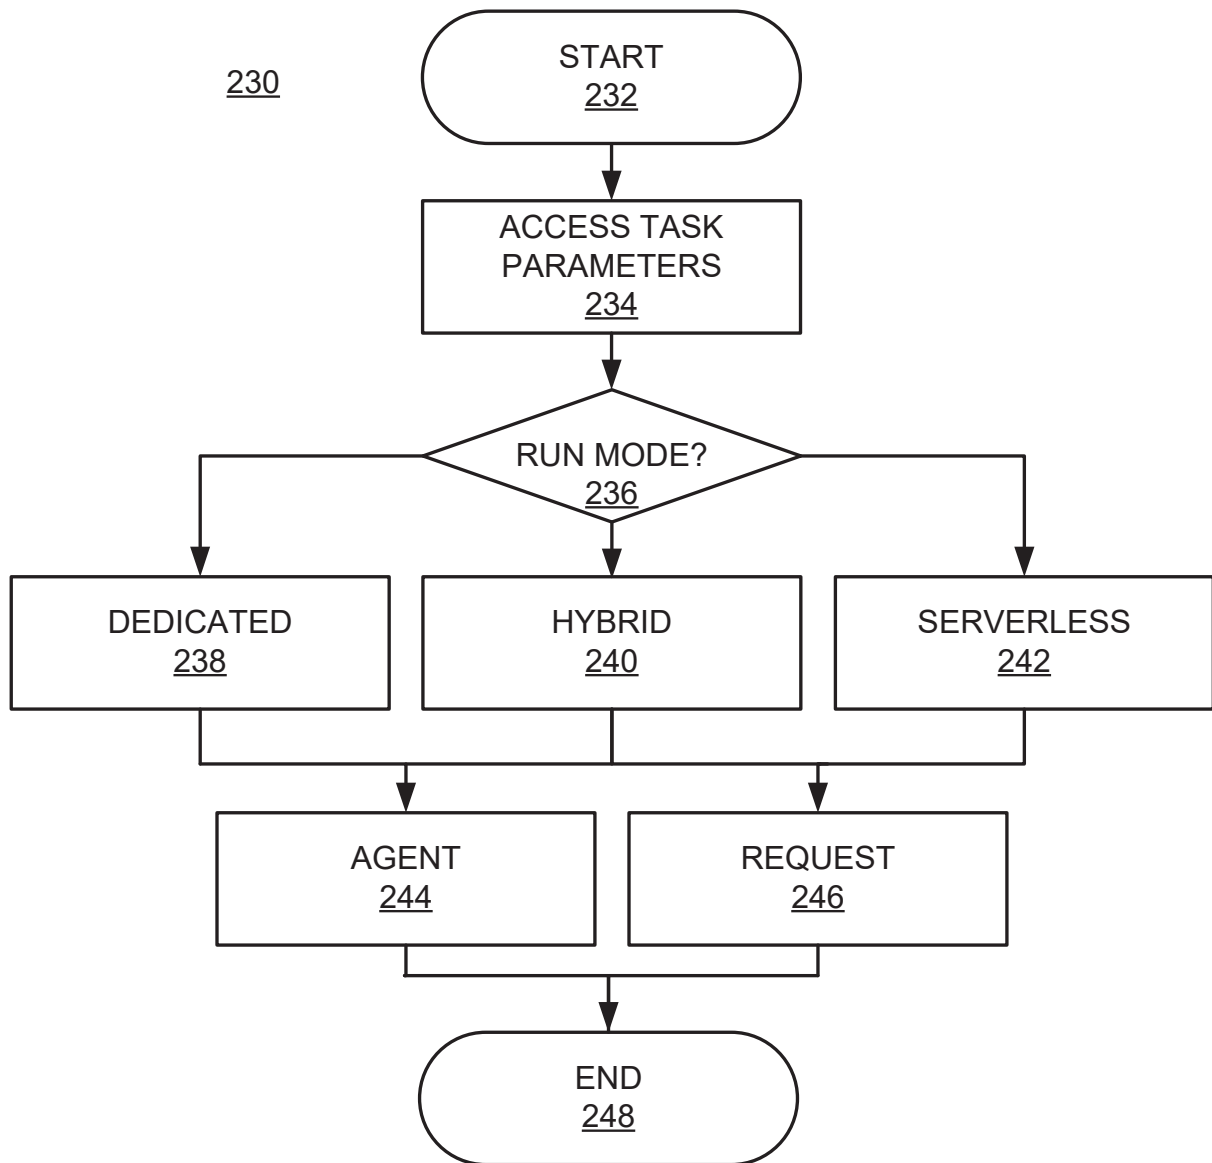 230
START
232
ACCESS TASK
PARAMETERS
234
RUN MODE?
236
DEDICATED
238
HYBRID
240
SERVERLESS
242
AGENT
244
REQUEST
246
END
248